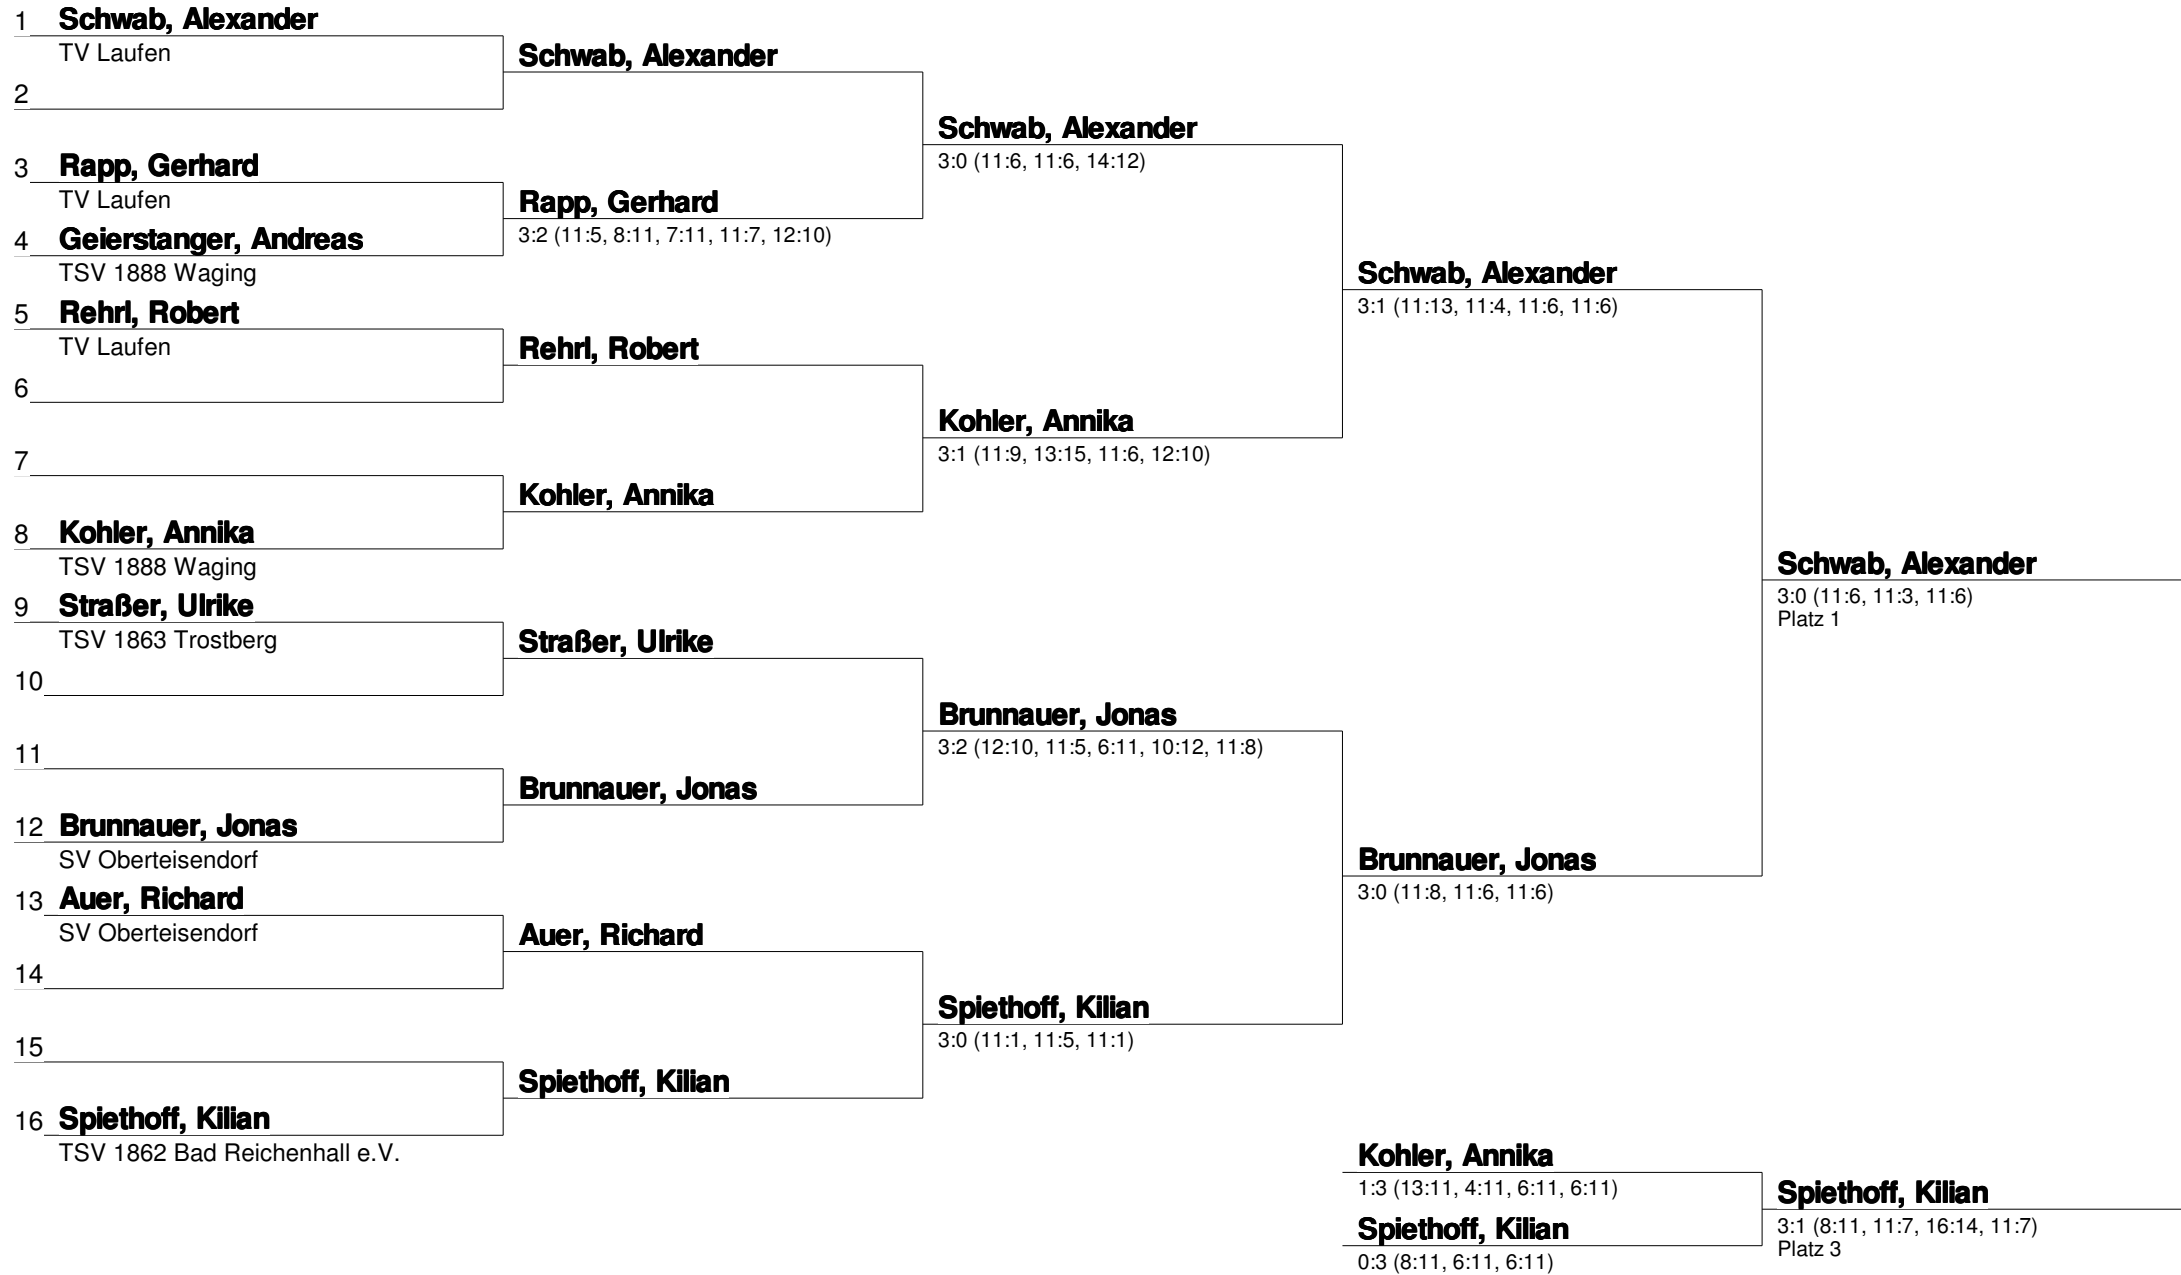 1 Schwab, Alexander
TV Laufen
2
3 Rapp, Gerhard
TV Laufen
4 Geierstanger, Andreas
TSV 1888 Waging
5 Rehrl, Robert
TV Laufen
6
7
8 Kohler, Annika
TSV 1888 Waging
9 Straßer, Ulrike
TSV 1863 Trostberg
10
11
12 Brunnauer, Jonas
SV Oberteisendorf
13 Auer, Richard
SV Oberteisendorf
14
15
16 Spiethoff, Kilian
TSV 1862 Bad Reichenhall e.V.
Schwab, Alexander
Rapp, Gerhard
3:2 (11:5, 8:11, 7:11, 11:7, 12:10)
Rehrl, Robert
Kohler, Annika
Straßer, Ulrike
Brunnauer, Jonas
Auer, Richard
Spiethoff, Kilian
Schwab, Alexander
3:0 (11:6, 11:6, 14:12)
Kohler, Annika
3:1 (11:9, 13:15, 11:6, 12:10)
Brunnauer, Jonas
3:2 (12:10, 11:5, 6:11, 10:12, 11:8)
Spiethoff, Kilian
3:0 (11:1, 11:5, 11:1)
Schwab, Alexander
3:1 (11:13, 11:4, 11:6, 11:6)
Brunnauer, Jonas
3:0 (11:8, 11:6, 11:6)
Schwab, Alexander
3:0 (11:6, 11:3, 11:6)
Platz 1
Kohler, Annika
1:3 (13:11, 4:11, 6:11, 6:11)
Spiethoff, Kilian
0:3 (8:11, 6:11, 6:11)
Spiethoff, Kilian
3:1 (8:11, 11:7, 16:14, 11:7)
Platz 3